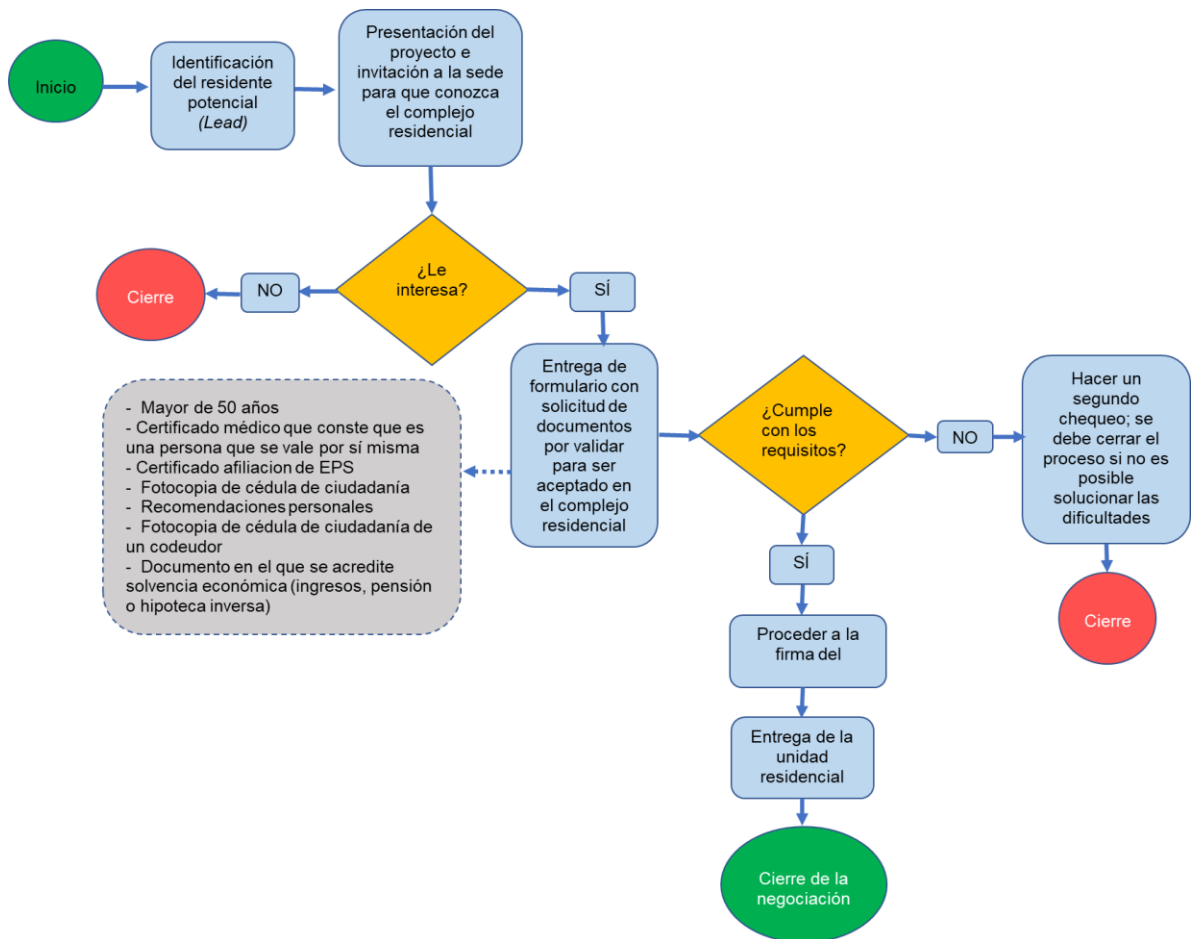 Inicio
Identificación
del residente
potencial
(Lead)
Presentación del
proyecto e
invitación a la sede
para que conozca
el complejo
residencial
¿Le
interesa?
NO
Cierre
SÍ
Entrega de
formulario con
solicitud de
documentos
por validar
para ser
aceptado en
el complejo
residencial
- Mayor de 50 años
- Certificado médico que conste que es
una persona que se vale por sí misma
- Certificado afiliacion de EPS
- Fotocopia de cédula de ciudadanía
- Recomendaciones personales
- Fotocopia de cédula de ciudadanía de
un codeudor
- Documento en el que se acredite
solvencia económica (ingresos, pensión
o hipoteca inversa)
¿Cumple
con los
requisitos?
NO
Hacer un
segundo
chequeo; se
debe cerrar el
proceso si no es
posible
solucionar las
dificultades
Cierre
SÍ
Proceder a la
firma del
Entrega de la
unidad
residencial
Cierre de la
negociación